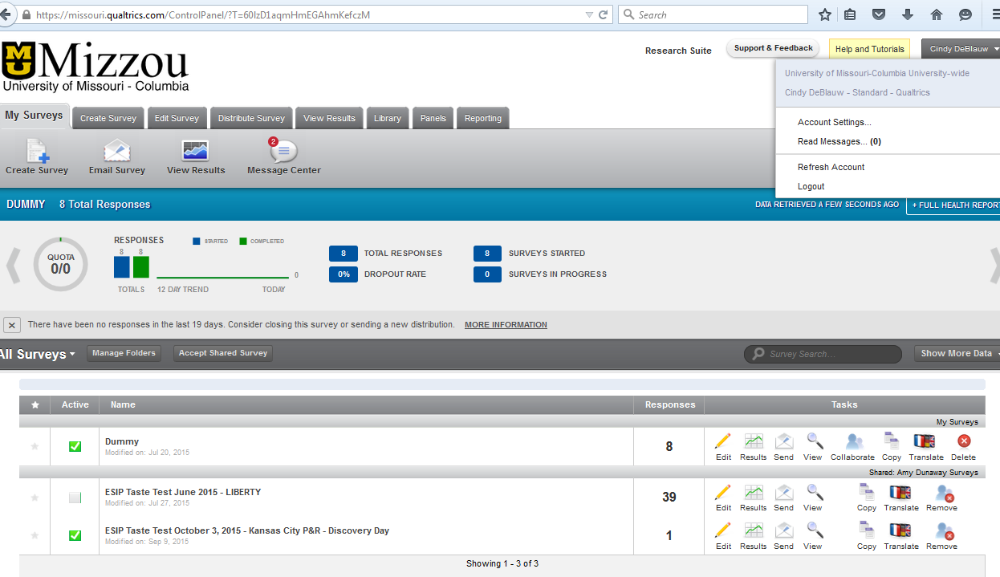 https://missouri.qualtrics.com/ControlPanel/?T=60IzD1aqmHmEGAhmKefczM
Search
MU Mizzou
University of Missouri - Columbia
Research Suite
Support & Feedback
Help and Tutorials
Cindy DeBlauw
University of Missouri-Columbia University-wide
Cindy DeBlauw - Standard - Qualtrics
Account Settings...
Read Messages... (0)
Refresh Account
Logout
My Surveys Create Survey Edit Survey Distribute Survey View Results Library Panels Reporting
2
Create Survey Email Survey View Results Message Center
DUMMY 8 Total Responses
DATA RETRIEVED A FEW SECONDS AGO
+ FULL HEALTH REPORT
QUOTA
0/0
RESPONSES STARTED COMPLETED
8 8
0
TOTALS 12 DAY TREND TODAY
8 TOTAL RESPONSES 8 SURVEYS STARTED
0% DROPOUT RATE 0 SURVEYS IN PROGRESS
There have been no responses in the last 19 days. Consider closing this survey or sending a new distribution. MORE INFORMATION
All Surveys Manage Folders Accept Shared Survey Survey Search... Show More Data
Active Name Responses Tasks
My Surveys
Dummy
Modified on: Jul 20, 2015
8
Edit Results Send View Collaborate Copy Translate Delete
Shared: Amy Dunaway Surveys
ESIP Taste Test June 2015 - LIBERTY
Modified on: Jul 27, 2015
39
Edit Results Send View Copy Translate Remove
ESIP Taste Test October 3, 2015 - Kansas City P&R - Discovery Day
Modified on: Sep 9, 2015
1
Edit Results Send View Copy Translate Remove
Showing 1 - 3 of 3